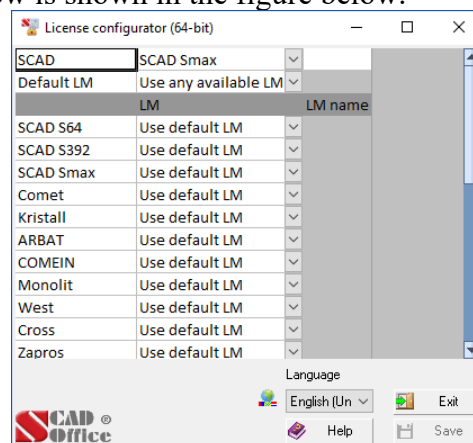 ow is shown in the figure below.
License configurator (64-bit)
SCAD SCAD Smax
Default LM Use any available LM
LM LM name
SCAD S64 Use default LM
SCAD S392 Use default LM
SCAD Smax Use default LM
Comet Use default LM
Kristall Use default LM
ARBAT Use default LM
COMEIN Use default LM
Monolit Use default LM
West Use default LM
Cross Use default LM
Zapros Use default LM
Language
English (Un Exit
SCAD ®
Office
Help Save